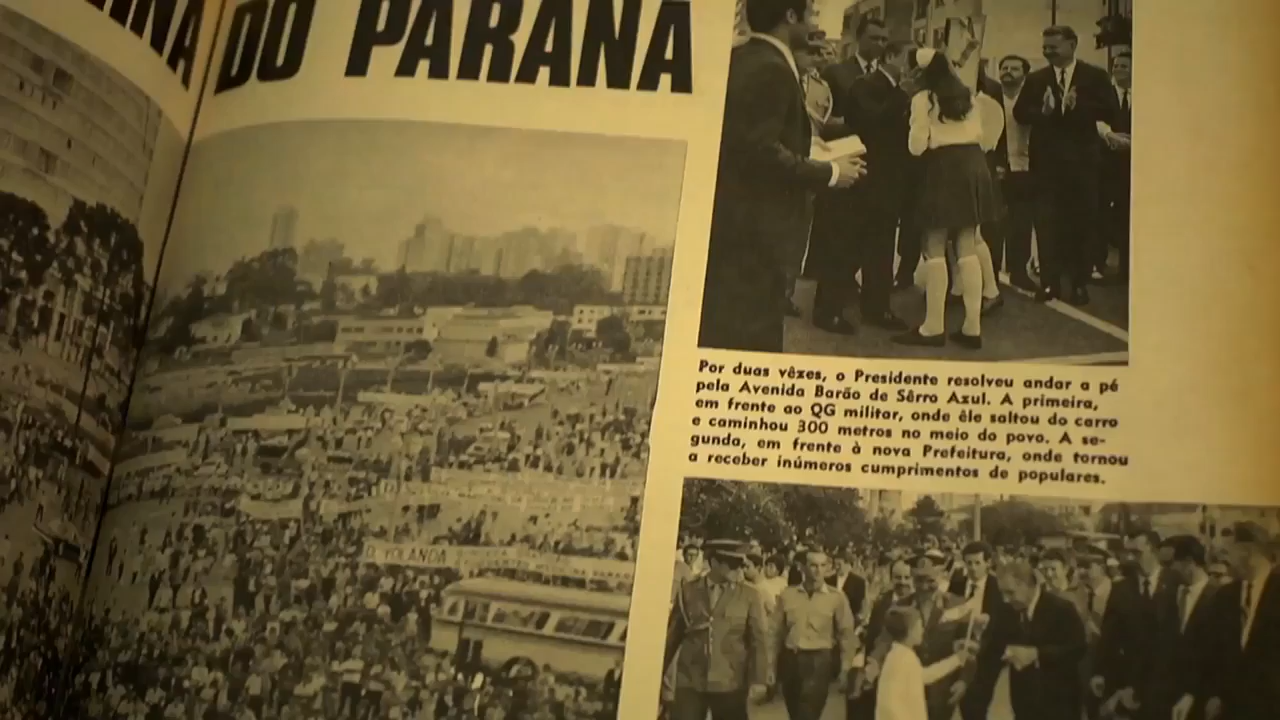 DO PARANÁ
Por duas vêzes, o Presidente resolveu andar a pé
pela Avenida Barão de Sêrro Azul. A primeira,
em frente ao QG militar, onde êle saltou do carro
e caminhou 300 metros no meio do povo. A se-
gunda, em frente à nova Prefeitura, onde tornou
a receber inúmeros cumprimentos de populares.
D. YOLANDA